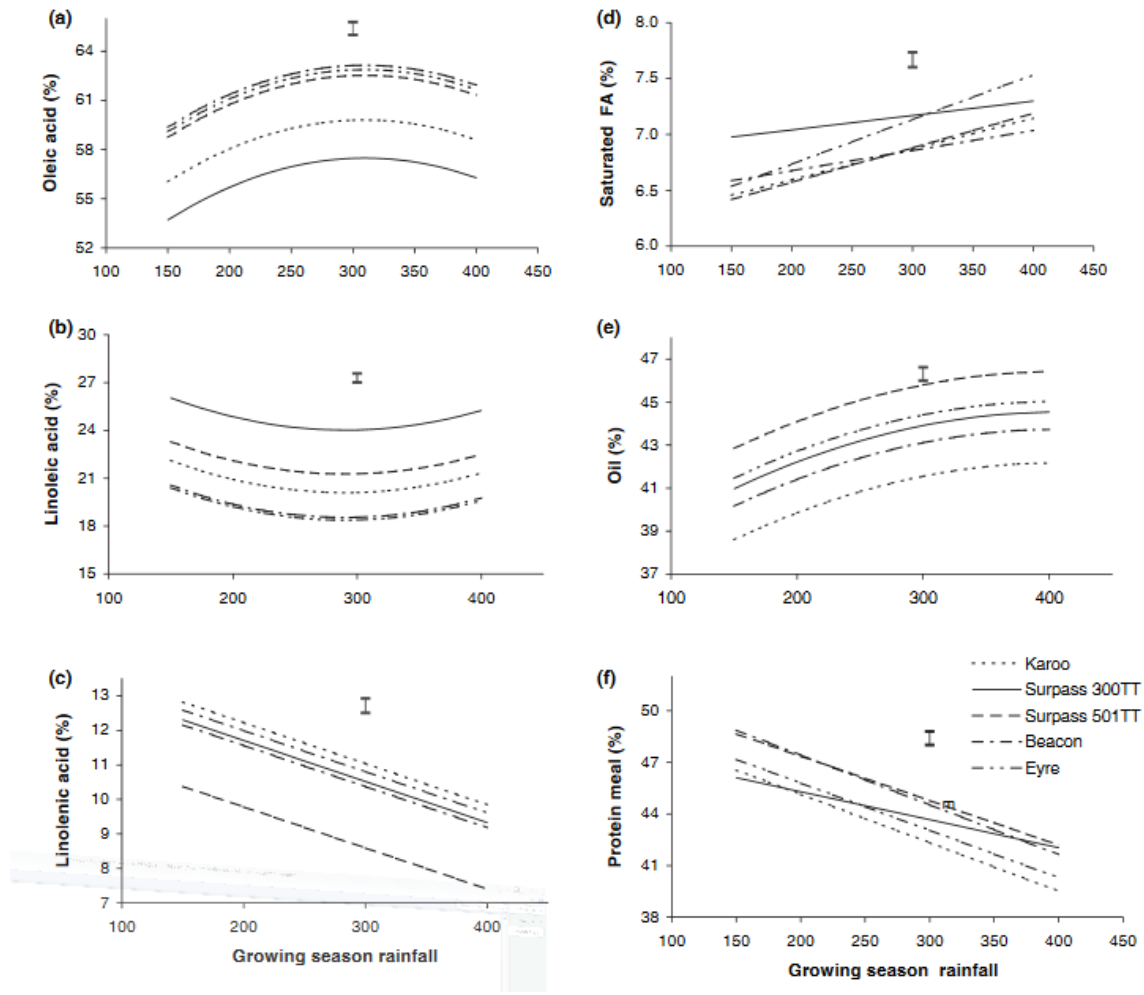 (a)
Oleic acid (%)
64
61
58
55
52
100 150 200 250 300 350 400 450
(d)
Saturated FA (%)
8.0
7.5
7.0
6.5
6.0
100 150 200 250 300 350 400 450
(b)
Linoleic acid (%)
30
27
24
21
18
15
100 200 300 400
(e)
Oil (%)
47
45
43
41
39
37
100 200 300 400
(c)
Linolenic acid (%)
13
12
11
10
9
8
7
100 200 300 400
Growing season rainfall
(f)
Protein meal (%)
50
47
44
41
38
100 150 200 250 300 350 400 450
Growing season rainfall
Karoo
Surpass 300TT
Surpass 501TT
Beacon
Eyre